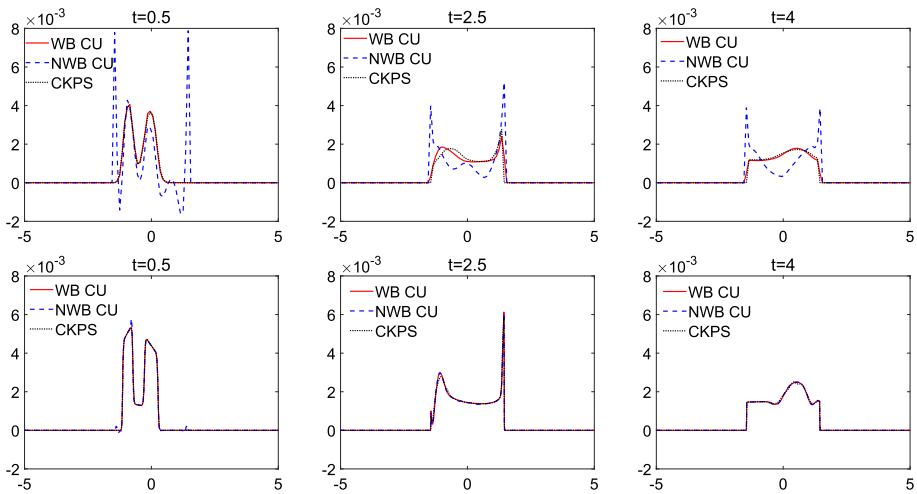 ×10⁻³ t=0.5
8
6
4
2
0
-2
WB CU
NWB CU
CKPS
-5 0 5
×10⁻³ t=2.5
8
6
4
2
0
-2
WB CU
NWB CU
CKPS
-5 0 5
×10⁻³ t=4
8
6
4
2
0
-2
WB CU
NWB CU
CKPS
-5 0 5
×10⁻³ t=0.5
8
6
4
2
0
-2
WB CU
NWB CU
CKPS
-5 0 5
×10⁻³ t=2.5
8
6
4
2
0
-2
WB CU
NWB CU
CKPS
-5 0 5
×10⁻³ t=4
8
6
4
2
0
-2
WB CU
NWB CU
CKPS
-5 0 5